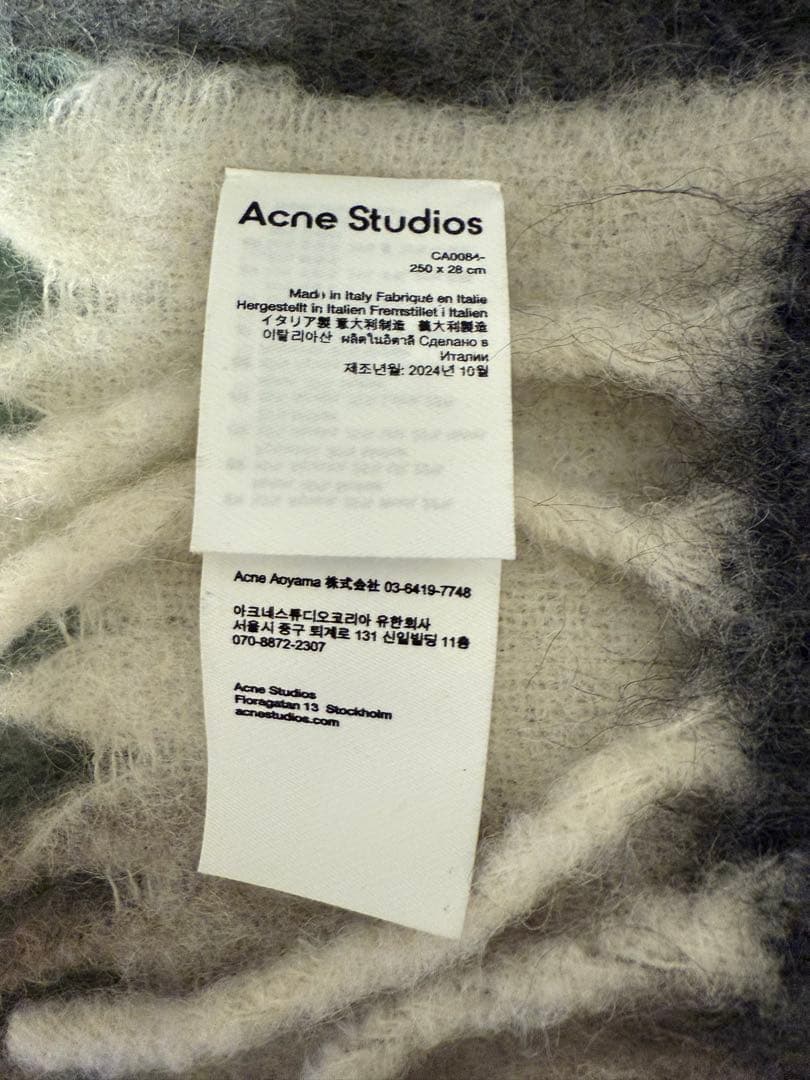 Acne Studios
CA0084-
250 x 28 cm
Made in Italy Fabriqué en Italie
Hergestellt in Italien Fremstillet i Italien
イタリア製 意大利制造 義大利製造
이탈리아산 ผลิตในอิตาลี Сделано в
Италии
제조년월: 2024년 10월
Acne Aoyama 株式会社 03-6419-7748
아크네스튜디오코리아 유한회사
서울시 중구 퇴계로 131 신일빌딩 11층
070-8872-2307
Acne Studios
Floragatan 13 Stockholm
acnestudios.com